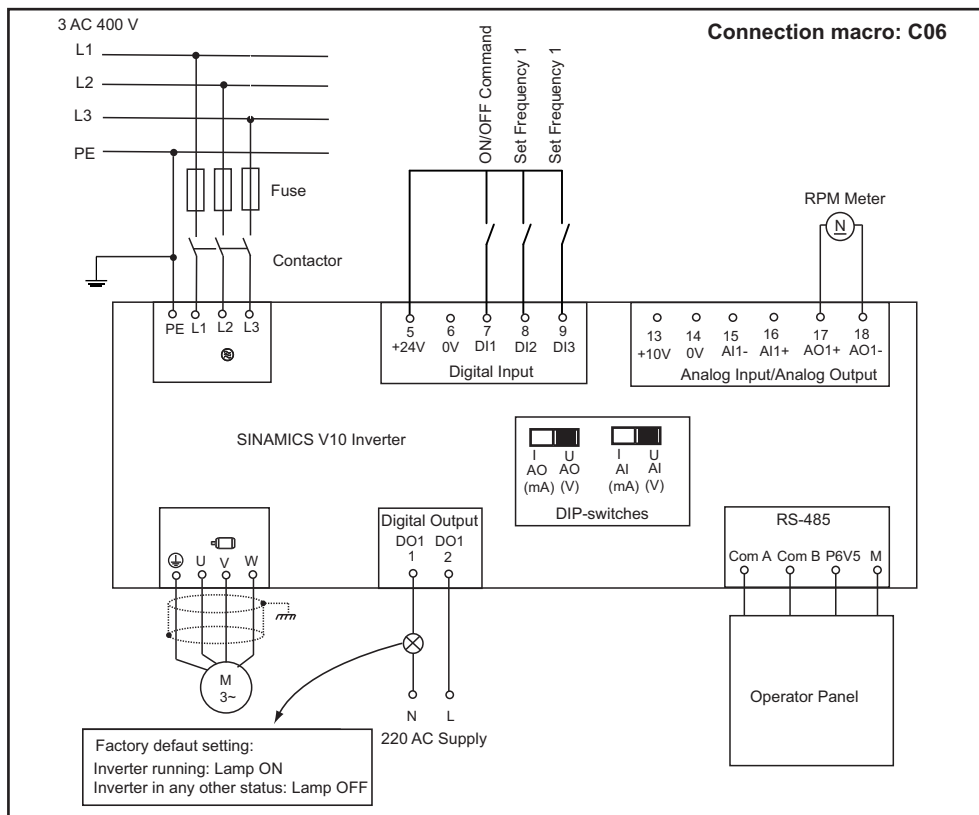 3 AC 400 V
Connection macro: C06
L1
L2
L3
PE
Fuse
Contactor
ON/OFF Command
Set Frequency 1
Set Frequency 1
RPM Meter
N
PE L1 L2 L3
5 6 7 8 9
+24V 0V DI1 DI2 DI3
Digital Input
13 14 15 16 17 18
+10V 0V AI1- AI1+ AO1+ AO1-
Analog Input/Analog Output
SINAMICS V10 Inverter
I U I U
AO AO AI AI
(mA) (V) (mA) (V)
DIP-switches
U V W
Digital Output
DO1 DO1
1 2
RS-485
Com A Com B P6V5 M
M
3~
N L
220 AC Supply
Operator Panel
Factory defaut setting:
Inverter running: Lamp ON
Inverter in any other status: Lamp OFF